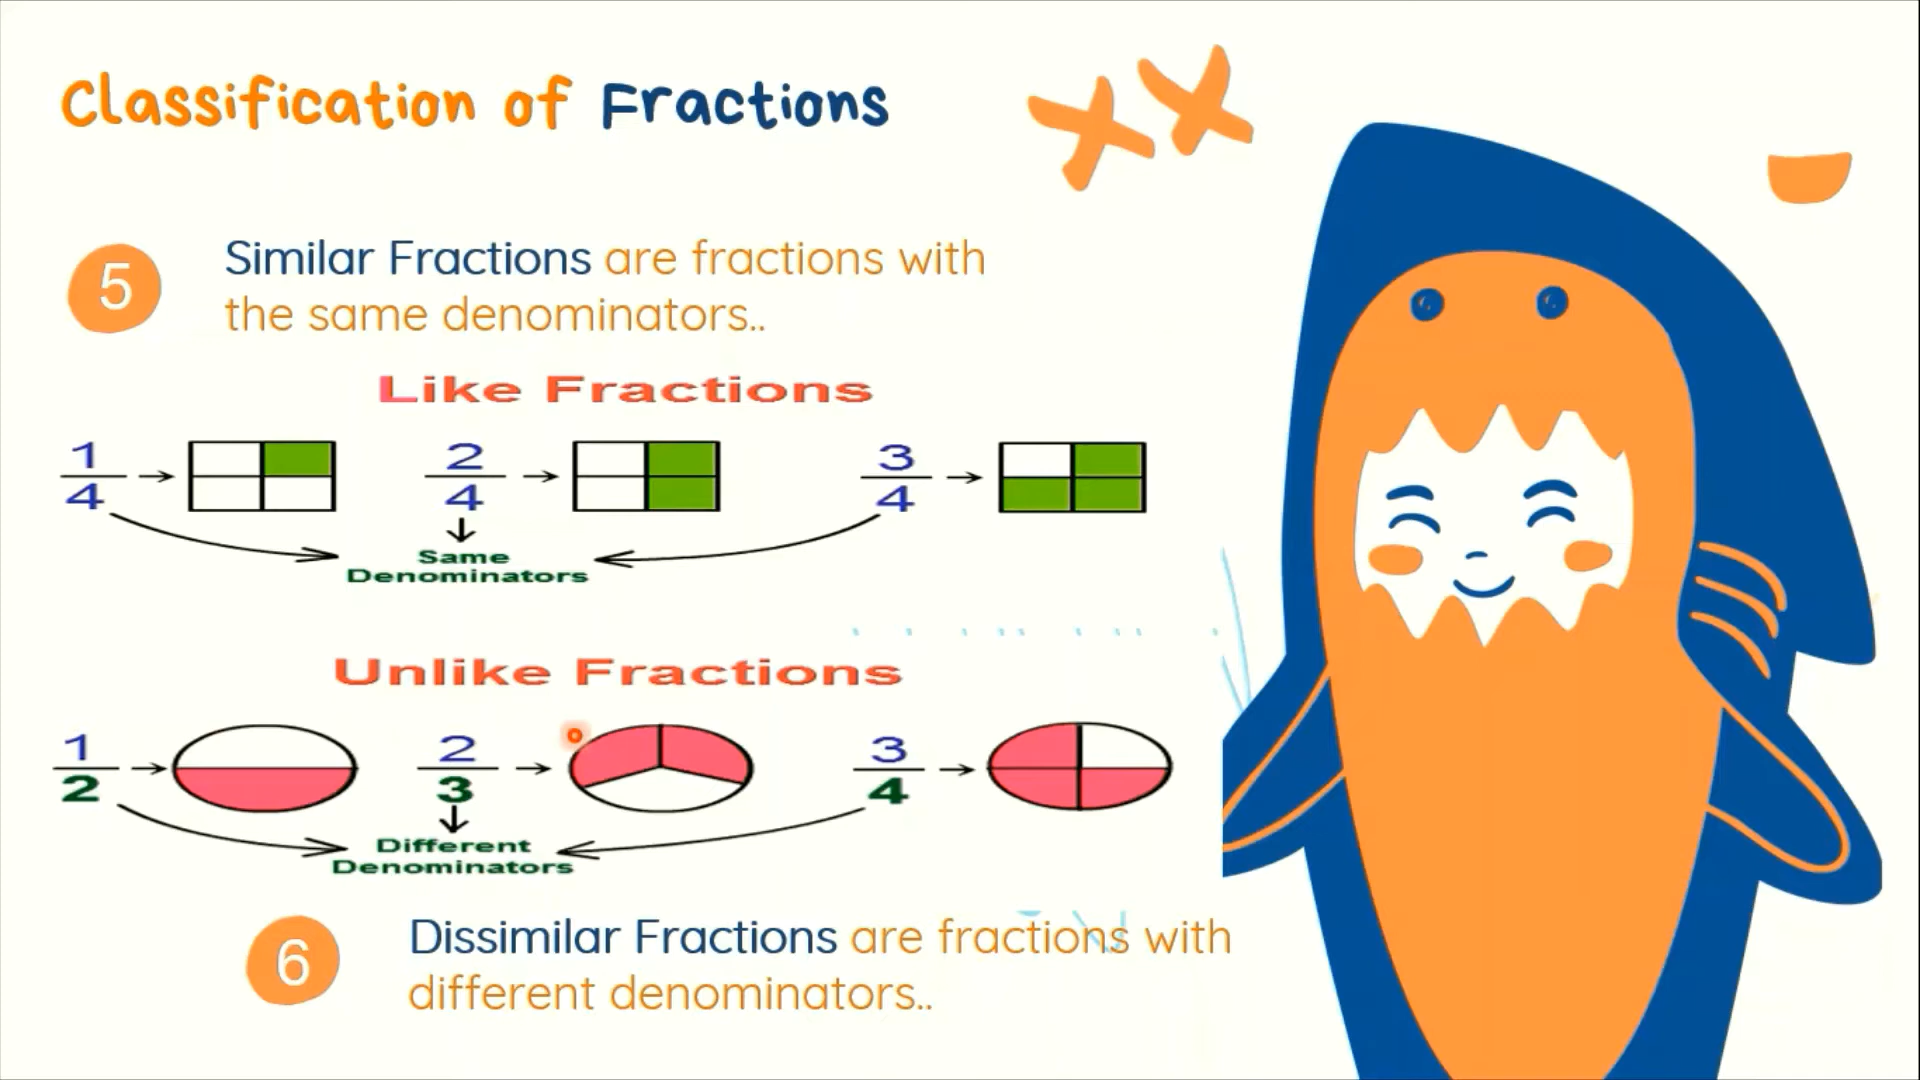 Classification of Fractions
5
Similar Fractions are fractions with
the same denominators..
Like Fractions
1/4 → 2/4 → 3/4 →
Same
Denominators
Unlike Fractions
1/2 → 2/3 → 3/4 →
Different
Denominators
6
Dissimilar Fractions are fractions with
different denominators..